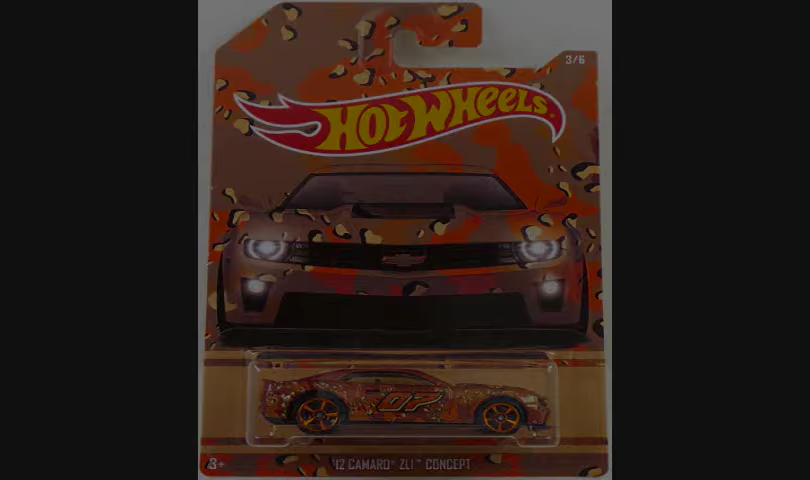 3/6
HOT WHEELS
07
3+
'12 CAMARO® ZL1™ CONCEPT